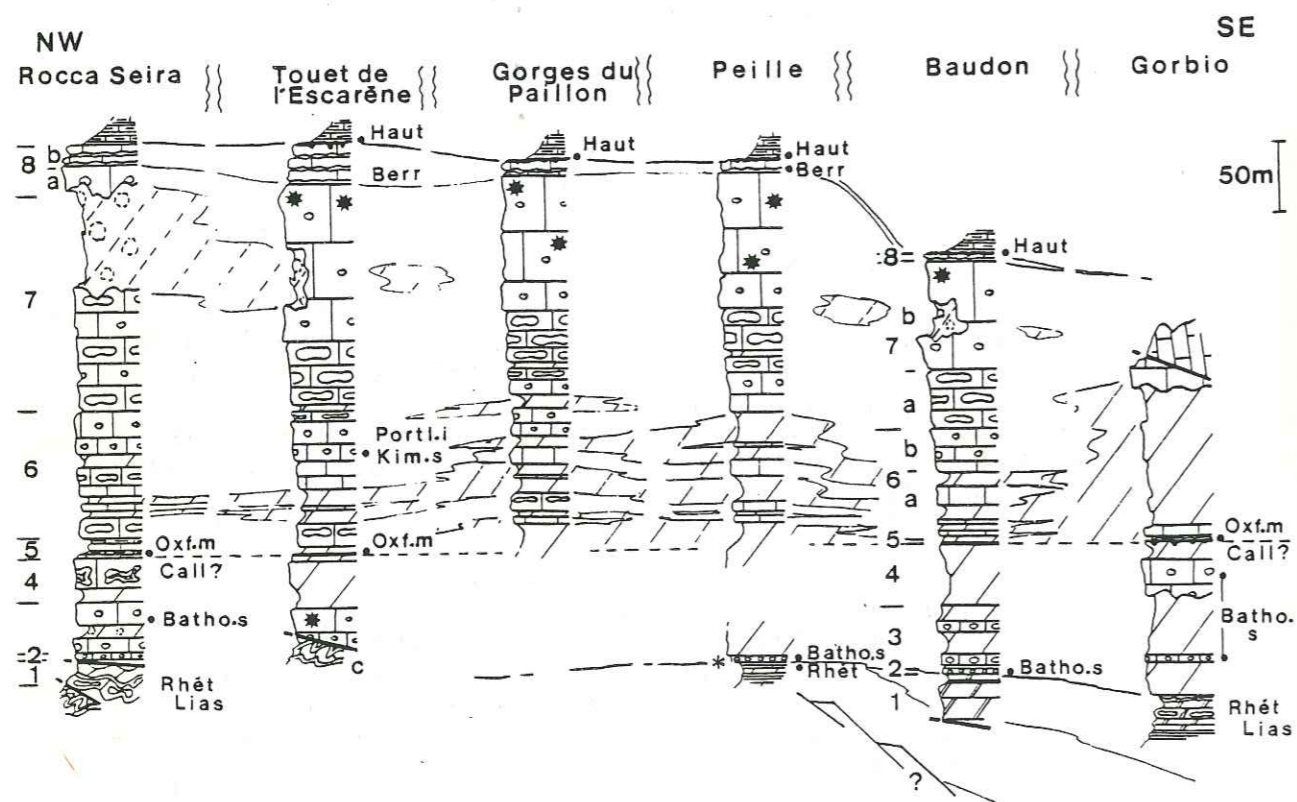 NW
SE
Rocca Seira
Touet de
l'Escarène
Gorges du
Paillon
Peille
Baudon
Gorbio
50m
8
b
a
7
6
5
4
2
1
Haut
Berr
Portl.i
Kim.s
Oxf.m
Oxf.m
Call?
Batho.s
Rhét
Lias
C
Haut
Haut
Berr
Batho.s
Rhét
*
?
8
b
7
a
b
6
a
5
4
3
2
1
Haut
Batho.s
Oxf.m
Call?
Batho.
s
Rhét
Lias